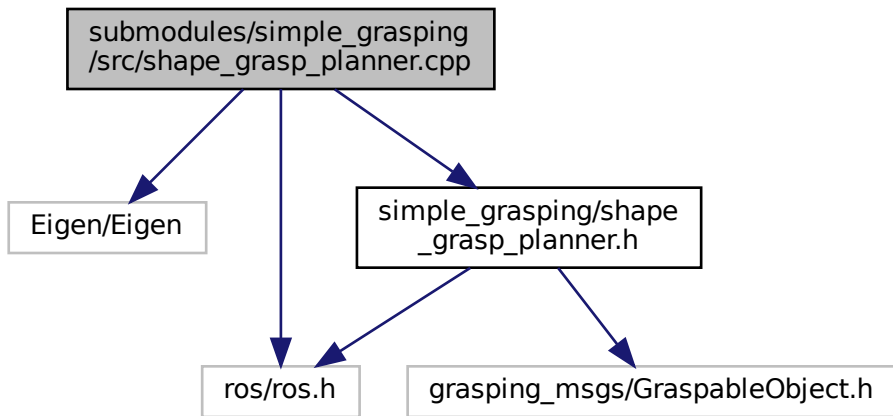 submodules/simple_grasping
/src/shape_grasp_planner.cpp
Eigen/Eigen
simple_grasping/shape
_grasp_planner.h
ros/ros.h
grasping_msgs/GraspableObject.h